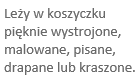 Leży w koszyczku
pięknie wystrojone,
malowane, pisane,
drapane lub kraszone.